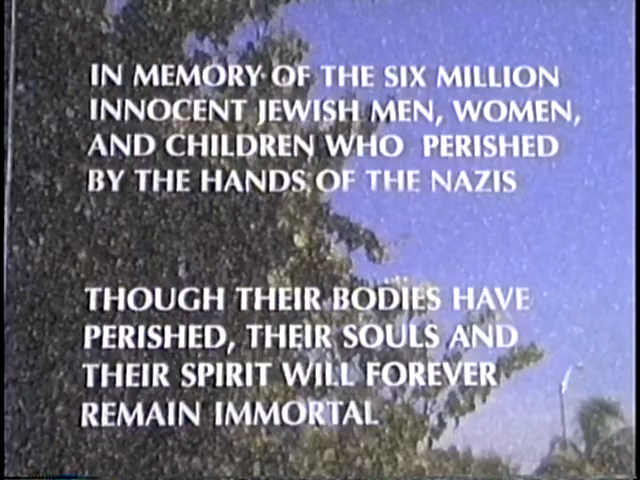 IN MEMORY OF THE SIX MILLION
INNOCENT JEWISH MEN, WOMEN,
AND CHILDREN WHO PERISHED
BY THE HANDS OF THE NAZIS
THOUGH THEIR BODIES HAVE
PERISHED, THEIR SOULS AND
THEIR SPIRIT WILL FOREVER
REMAIN IMMORTAL